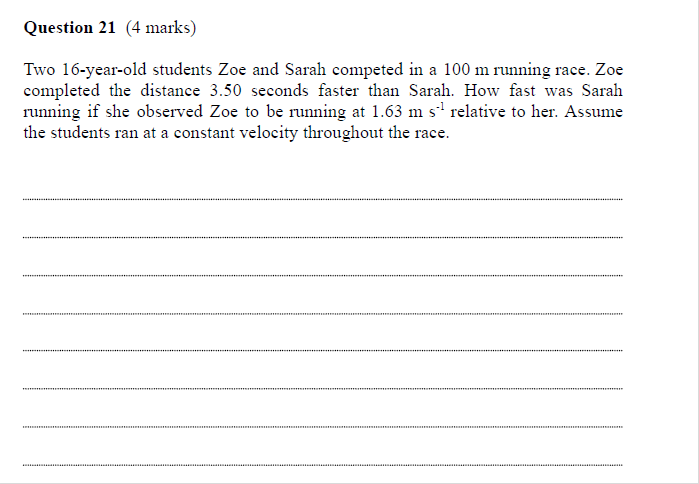 Question 21 (4 marks)
Two 16-year-old students Zoe and Sarah competed in a 100 m running race. Zoe
completed the distance 3.50 seconds faster than Sarah. How fast was Sarah
running if she observed Zoe to be running at 1.63 m s⁻¹ relative to her. Assume
the students ran at a constant velocity throughout the race.